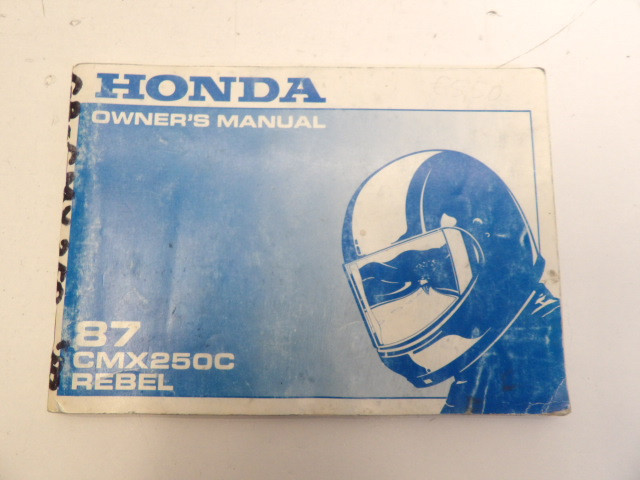 HONDA
OWNER'S MANUAL
87
CMX250C
REBEL